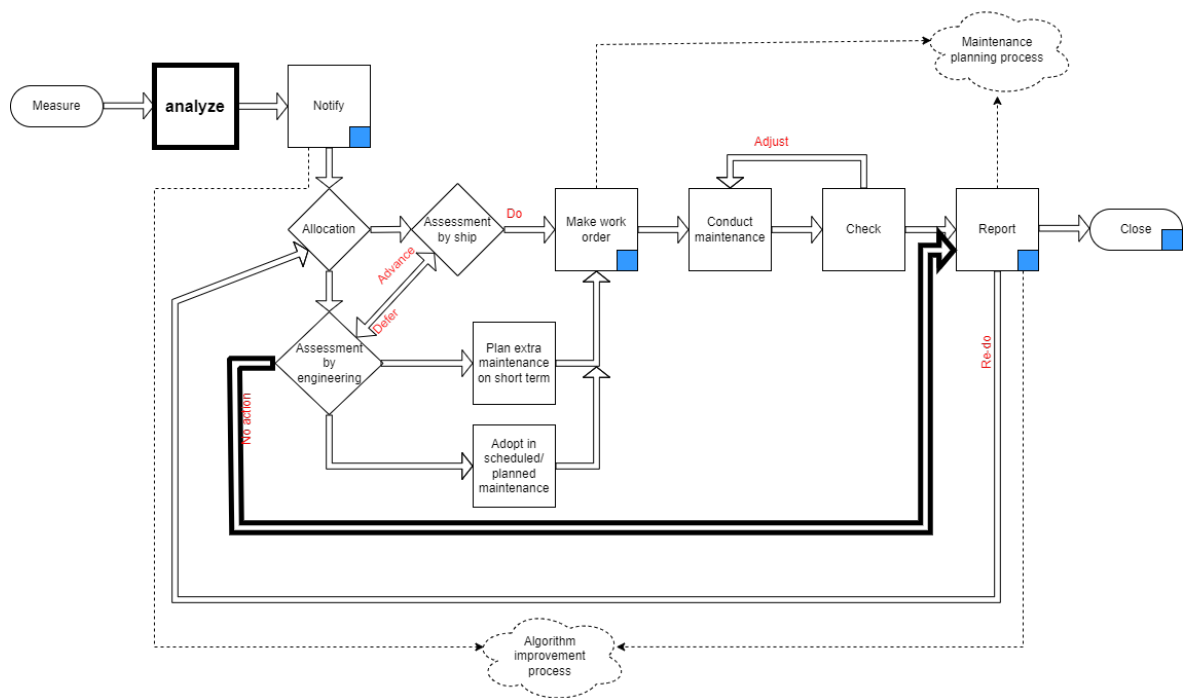 Maintenance
planning process
Measure
analyze
Notify
Adjust
Allocation
Assessment
by ship
Do
Make work
order
Conduct
maintenance
Check
Report
Close
Advance
Defer
Assessment
by
engineering
Plan extra
maintenance
on short term
Re-do
No action
Adopt in
scheduled/
planned
maintenance
Algorithm
improvement
process